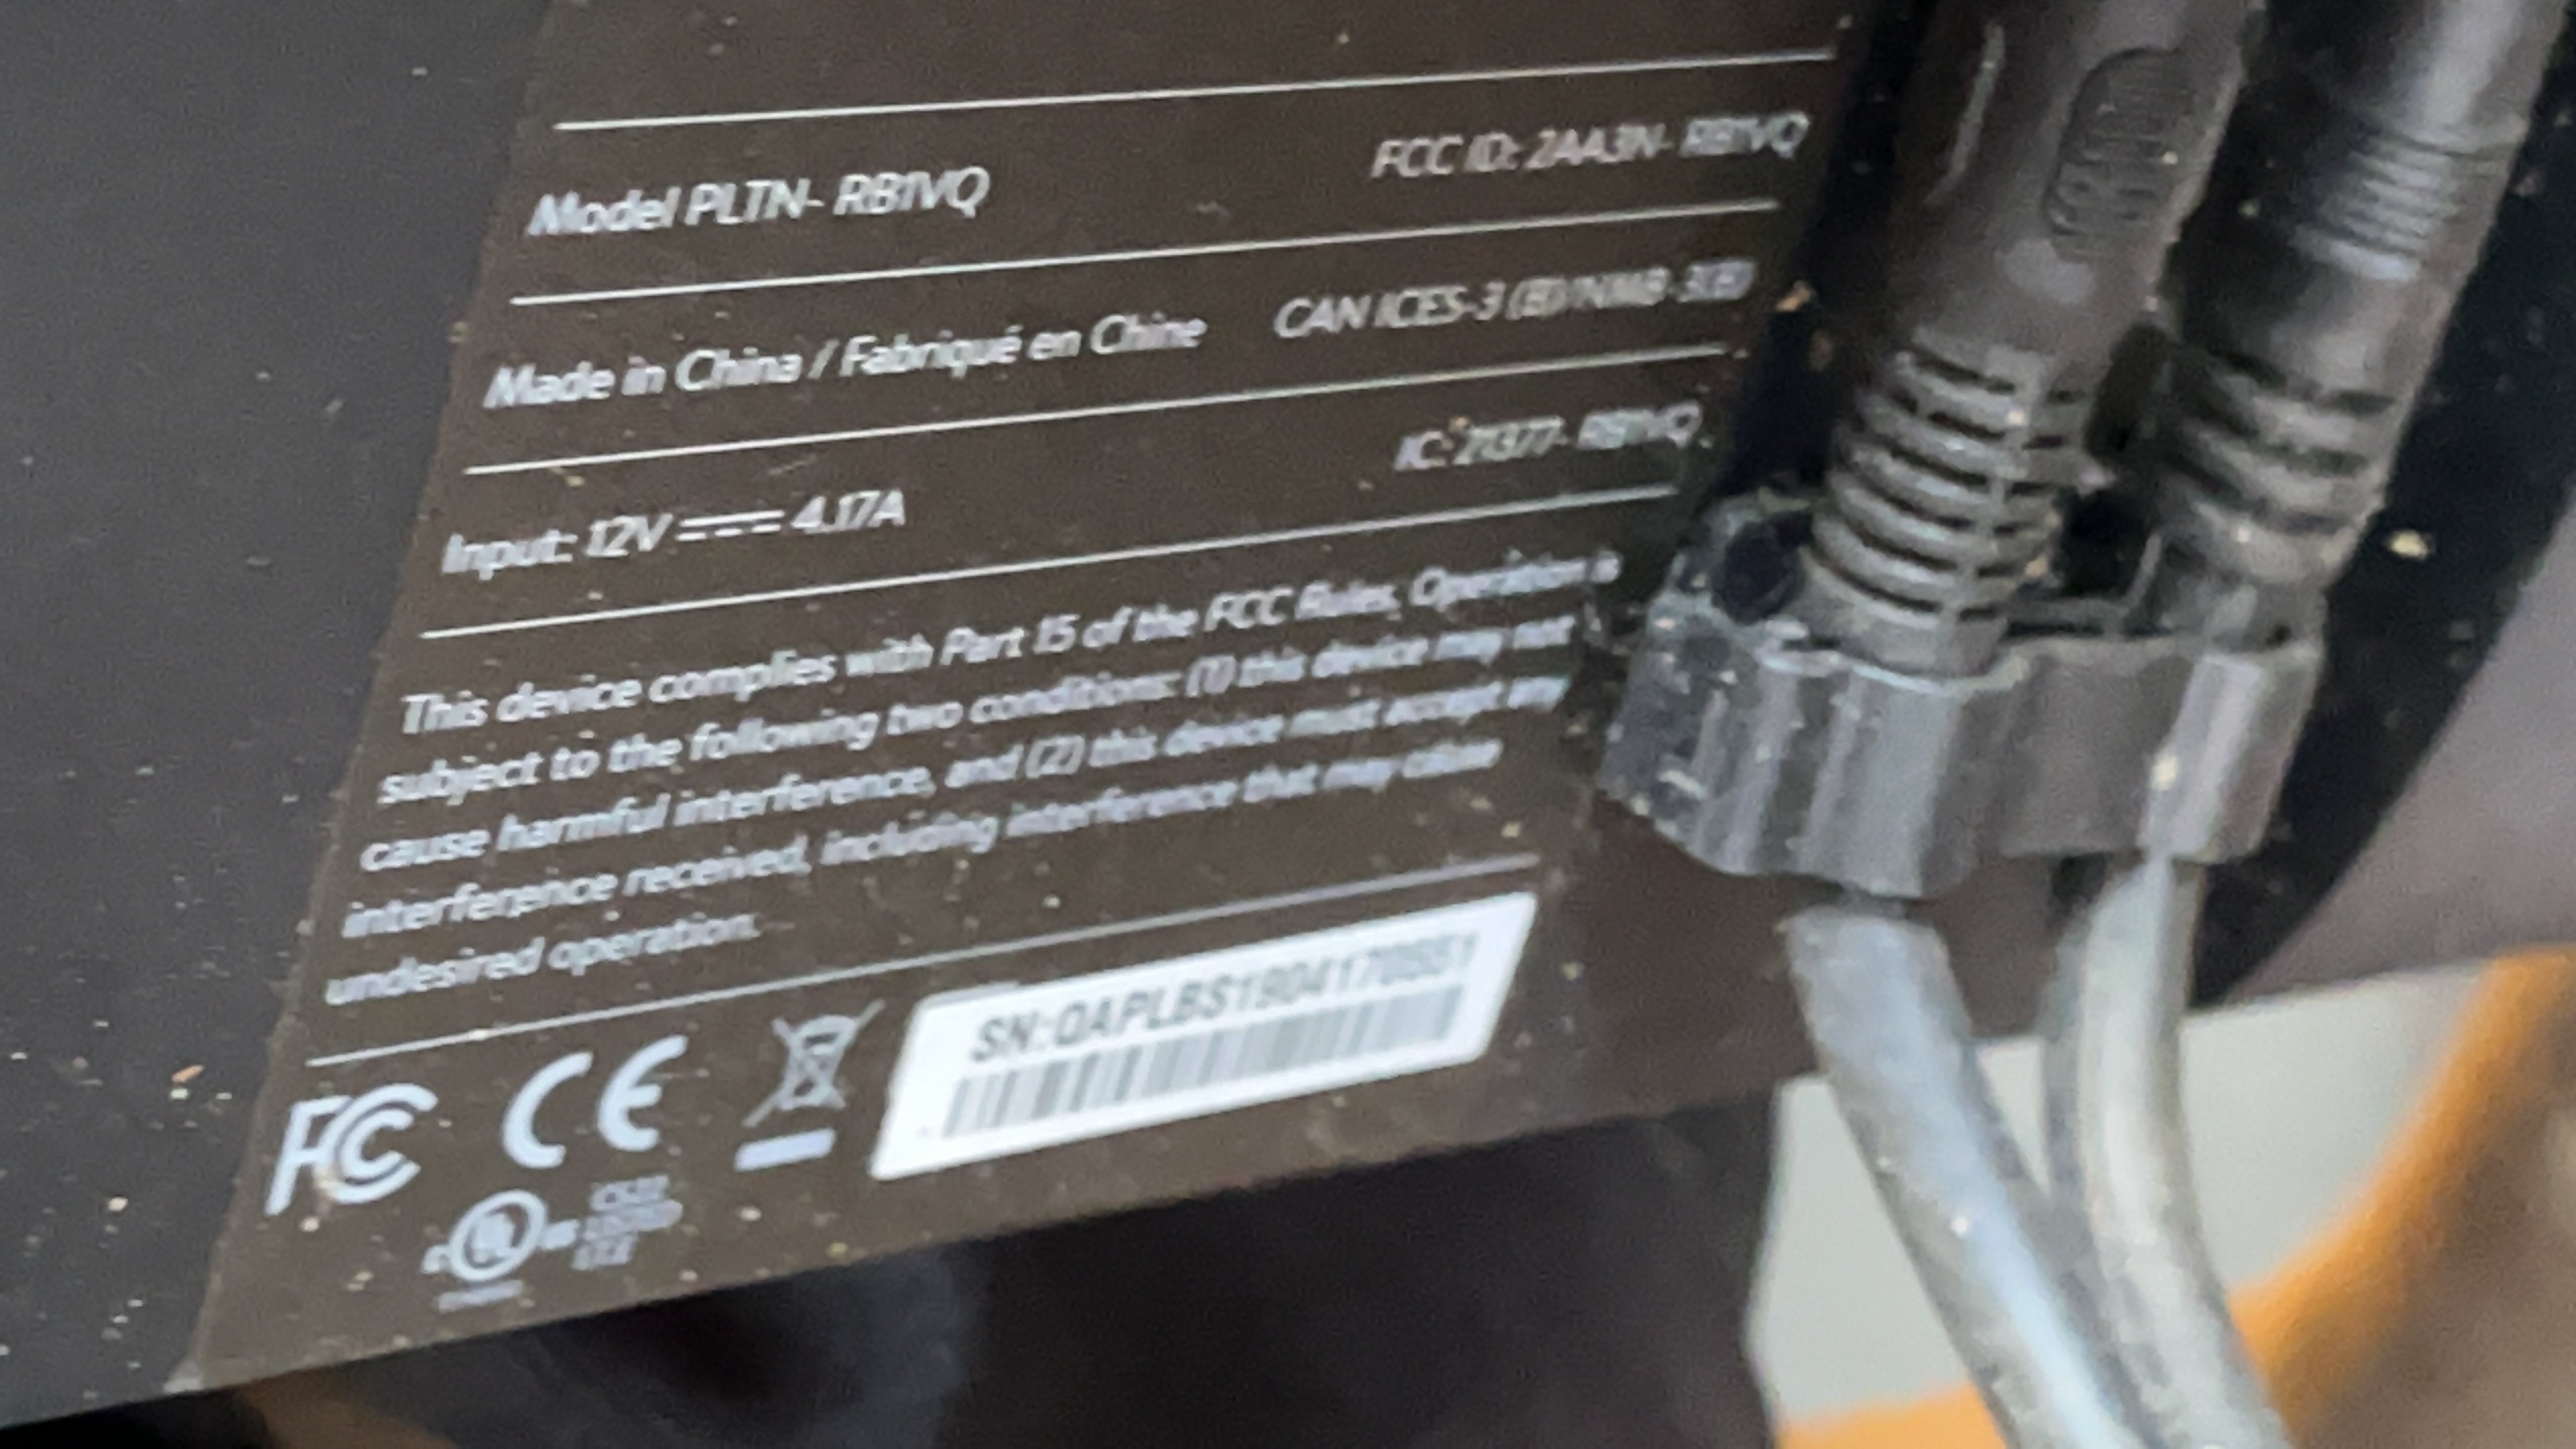 Model PLTN- RB1VQ FCC ID: 2AA3N- RB1VQ
Made in China / Fabriqué en Chine CAN ICES-3 (B)/NMB-3(B)
Input: 12V 4.17A IC: 21377- RB1VQ
This device complies with Part 15 of the FCC Rules. Operation is
subject to the following two conditions: (1) this device may not
cause harmful interference, and (2) this device must accept any
interference received, including interference that may cause
undesired operation.
SN:QAPLBS1904170551
FC CE
UL